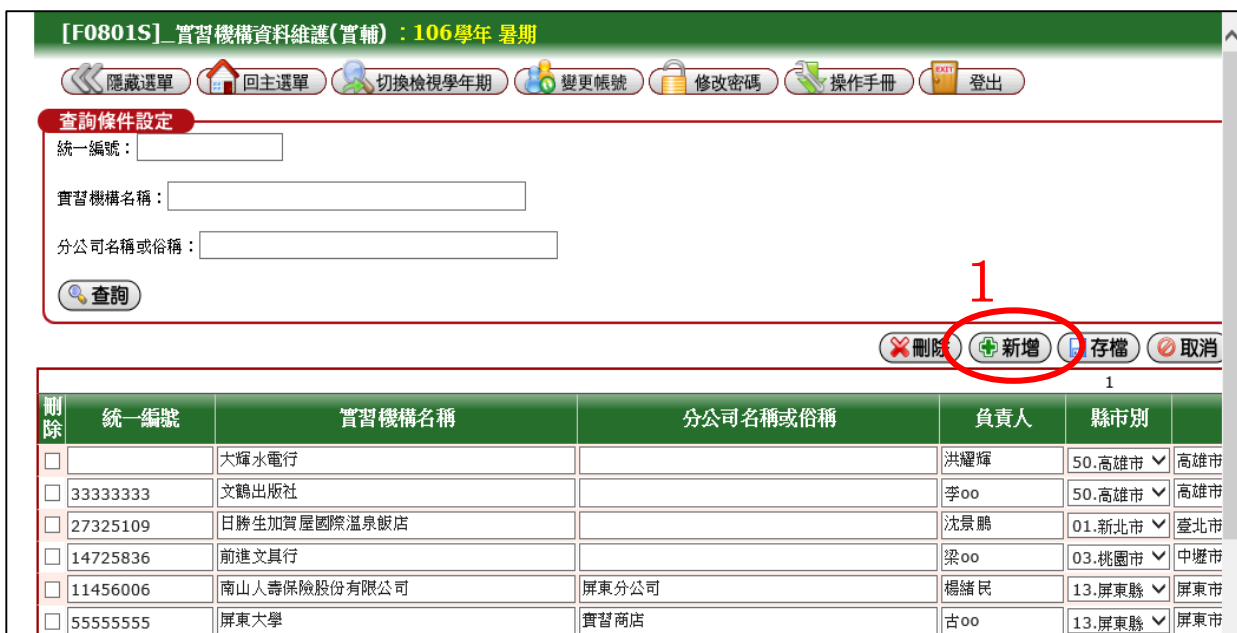 [F0801S]_實習機構資料維護(實輔)：106學年 暑期
隱藏選單 回主選單 切換檢視學年期 變更帳號 修改密碼 操作手冊 EXIT 登出
查詢條件設定
統一編號：
實習機構名稱：
分公司名稱或俗稱：
查詢
1
刪除 新增 存檔 取消
1
刪除 統一編號 實習機構名稱 分公司名稱或俗稱 負責人 縣市別
大輝水電行 洪耀輝 50.高雄市 高雄市
33333333 文鶴出版社 李oo 50.高雄市 高雄市
27325109 日勝生加賀屋國際溫泉飯店 沈景鵬 01.新北市 臺北市
14725836 前進文具行 梁oo 03.桃園市 中壢市
11456006 南山人壽保險股份有限公司 屏東分公司 楊緒民 13.屏東縣 屏東市
55555555 屏東大學 實習商店 古oo 13.屏東縣 屏東市